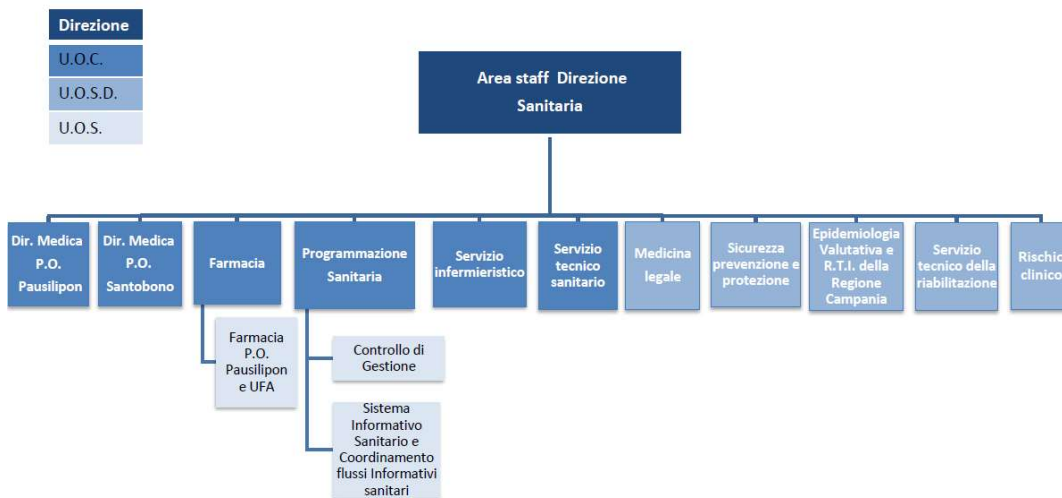 Direzione
U.O.C.
U.O.S.D.
U.O.S.
Area staff Direzione
Sanitaria
Dir. Medica
P.O.
Pausilipon
Dir. Medica
P.O.
Santobono
Farmacia
Programmazione
Sanitaria
Servizio
infermieristico
Servizio
tecnico
sanitario
Medicina
legale
Sicurezza
prevenzione e
protezione
Epidemiologia
Valutativa e
R.T.I. della
Regione
Campania
Servizio
tecnico della
riabilitazione
Rischio
clinico
Farmacia
P.O.
Pausilipon
e UFA
Controllo di
Gestione
Sistema
Informativo
Sanitario e
Coordinamento
flussi Informativi
sanitari